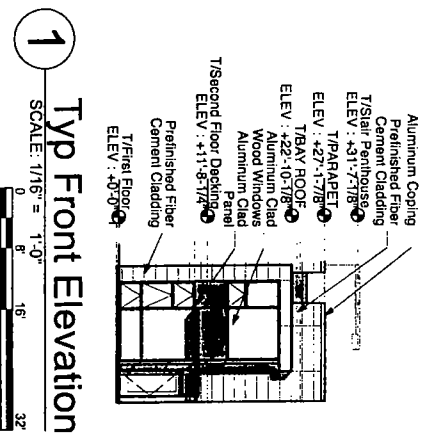 Aluminum Coping
Prefinished Fiber
Cement Cladding
T/Stair Penthouse
ELEV : +31'-7-1/8"
T/PARAPET
ELEV : +27'-1-7/8"
T/BAY ROOF
ELEV : +22'-10-1/8"
Aluminum Clad
Wood Windows
Aluminum Clad
Panel
T/Second Floor Decking
ELEV : +11'-8-1/4"
Prefinished Fiber
Cement Cladding
T/First Floor
ELEV : +0'-0"
1
Typ Front Elevation
SCALE: 1/16" = 1'-0"
0 8' 16' 32'